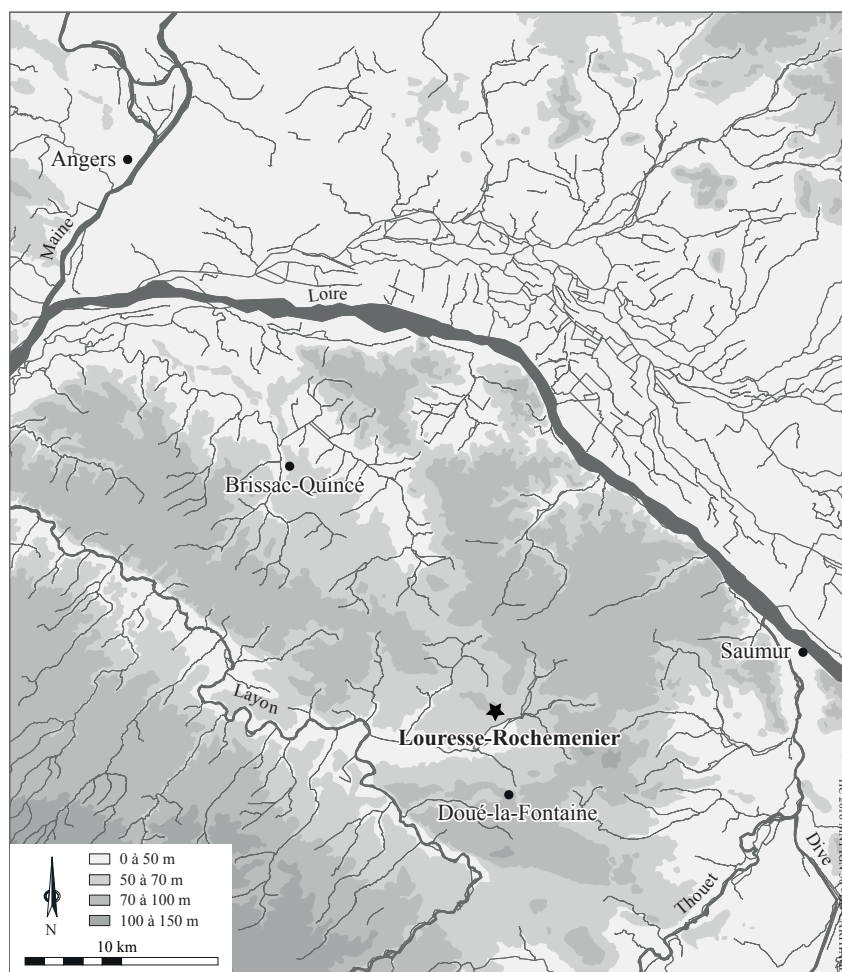 Angers
Maine
Loire
Brissac-Quincé
Saumur
Layon
Louresse-Rochemenier
Doué-la-Fontaine
Dive
Thouet
0 à 50 m
50 à 70 m
70 à 100 m
100 à 150 m
N
10 km